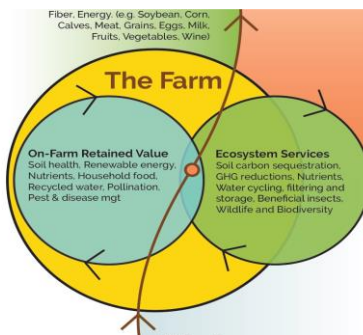 Fiber, Energy. (e.g. Soybean, Corn,
Calves, Meat, Grains, Eggs, Milk,
Fruits, Vegetables, Wine)
The Farm
On-Farm Retained Value
Soil health, Renewable energy,
Nutrients, Household food,
Recycled water, Pollination,
Pest & disease mgt
Ecosystem Services
Soil carbon sequestration,
GHG reductions, Nutrients,
Water cycling, filtering and
storage, Beneficial insects,
Wildlife and Biodiversity